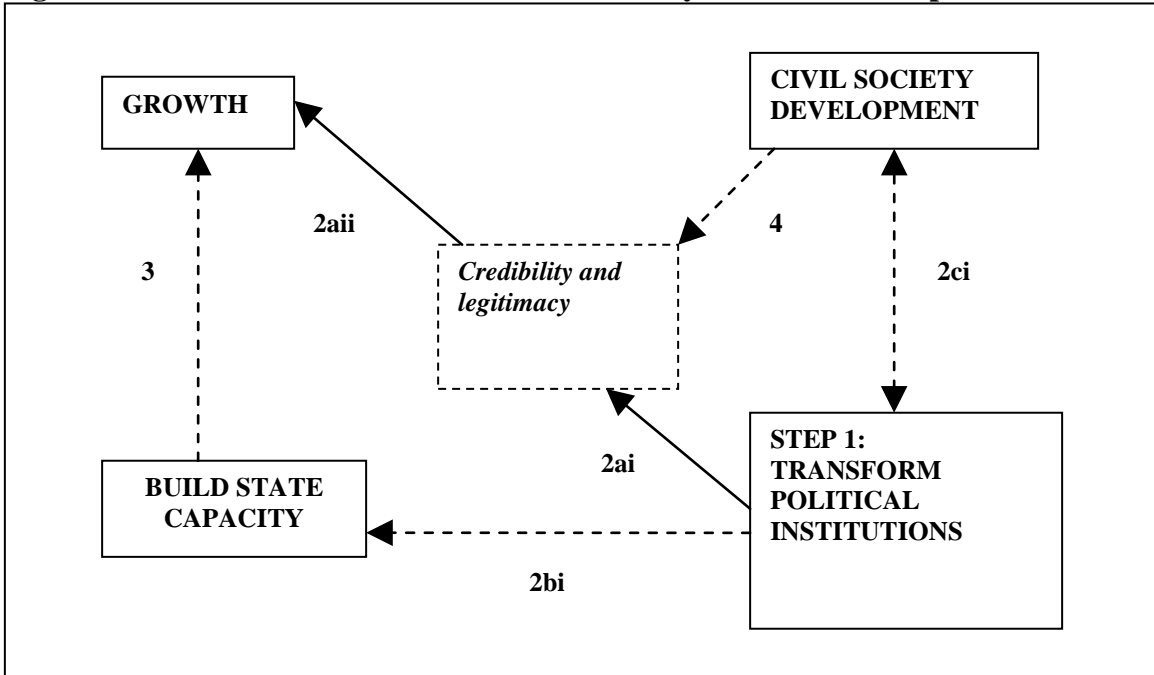 GROWTH
CIVIL SOCIETY
DEVELOPMENT
2aii
4
3
Credibility and
legitimacy
2ci
STEP 1:
TRANSFORM
POLITICAL
INSTITUTIONS
2ai
BUILD STATE
CAPACITY
2bi